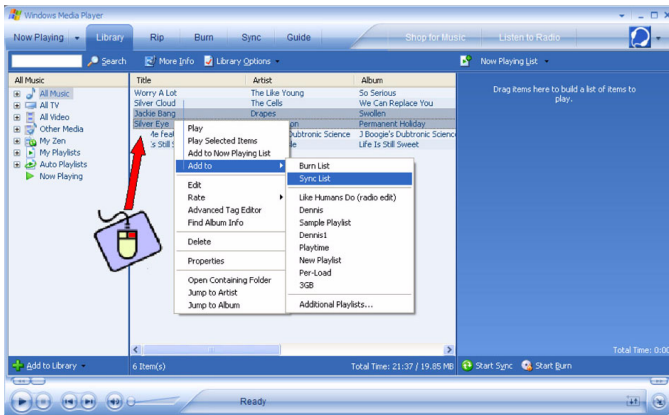 Windows Media Player
Now Playing Library Rip Burn Sync Guide Shop for Music Listen to Radio
Search More Info Library Options Now Playing List
All Music
All Music
All TV
All Video
Other Media
My Zen
My Playlists
Auto Playlists
Now Playing
Title Artist Album
Worry A Lot The Like Young So Serious
Silver Cloud The Cells We Can Replace You
Jackie Bang Drapes Swollen
Silver Eye on Permanent Holiday
Me feat Dubtronic Science J Boogie's Dubtronic Science
's Still S le Life Is Still Sweet
Play
Play Selected Items
Add to Now Playing List
Add to
Edit
Rate
Advanced Tag Editor
Find Album Info
Delete
Properties
Open Containing Folder
Jump to Artist
Jump to Album
Burn List
Sync List
Like Humans Do (radio edit)
Dennis
Sample Playlist
Dennis1
Playtime
New Playlist
Per-Load
3GB
Additional Playlists...
Drag items here to build a list of items to
play.
Total Time: 0:00
Add to Library 6 Item(s) Total Time: 21:37 / 19.85 MB Start Sync Start Burn
Ready